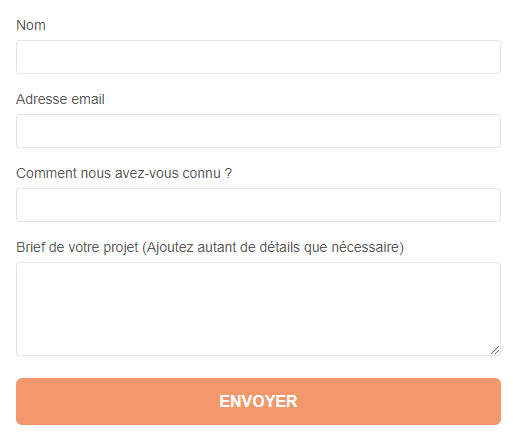 Nom
Adresse email
Comment nous avez-vous connu ?
Brief de votre projet (Ajoutez autant de détails que nécessaire)
ENVOYER